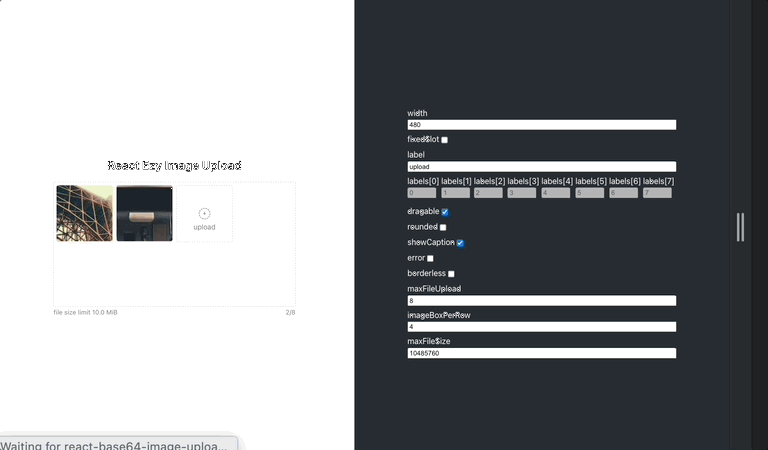 React Ezy Image Upload
upload
file size limit 10.0 MiB
2/8
width
480
fixedSlot
label
upload
labels[0] labels[1] labels[2] labels[3] labels[4] labels[5] labels[6] labels[7]
0 1 2 3 4 5 6 7
dragable
rounded
showCaption
error
borderless
maxFileUpload
8
imageBoxPerRow
4
maxFileSize
10485760
Waiting for react-base64-image-uploa...